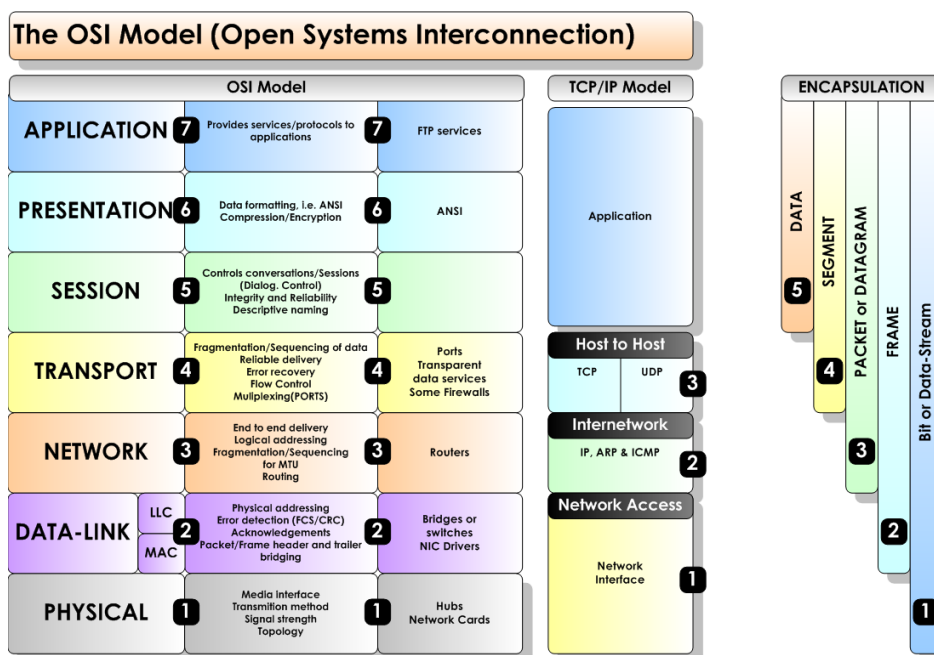 The OSI Model (Open Systems Interconnection)
OSI Model
APPLICATION
7
Provides services/protocols to
applications
7
FTP services
PRESENTATION
6
Data formatting, i.e. ANSI
Compression/Encryption
6
ANSI
SESSION
5
Controls conversations/Sessions
(Dialog. Control)
Integrity and Reliability
Descriptive naming
5
TRANSPORT
4
Fragmentation/Sequencing of data
Reliable delivery
Error recovery
Flow Control
Muliplexing(PORTS)
4
Ports
Transparent
data services
Some Firewalls
NETWORK
3
End to end delivery
Logical addressing
Fragmentation/Sequencing
for MTU
Routing
3
Routers
DATA-LINK
LLC
MAC
2
Physical addressing
Error detection (FCS/CRC)
Acknowledgements
Packet/Frame header and trailer
bridging
2
Bridges or
switches
NIC Drivers
PHYSICAL
1
Media Interface
Transmition method
Signal strength
Topology
1
Hubs
Network Cards
TCP/IP Model
Application
Host to Host
TCP
UDP
3
Internetwork
IP, ARP & ICMP
2
Network Access
Network
Interface
1
ENCAPSULATION
DATA
5
SEGMENT
4
PACKET or DATAGRAM
3
FRAME
2
Bit or Data-Stream
1